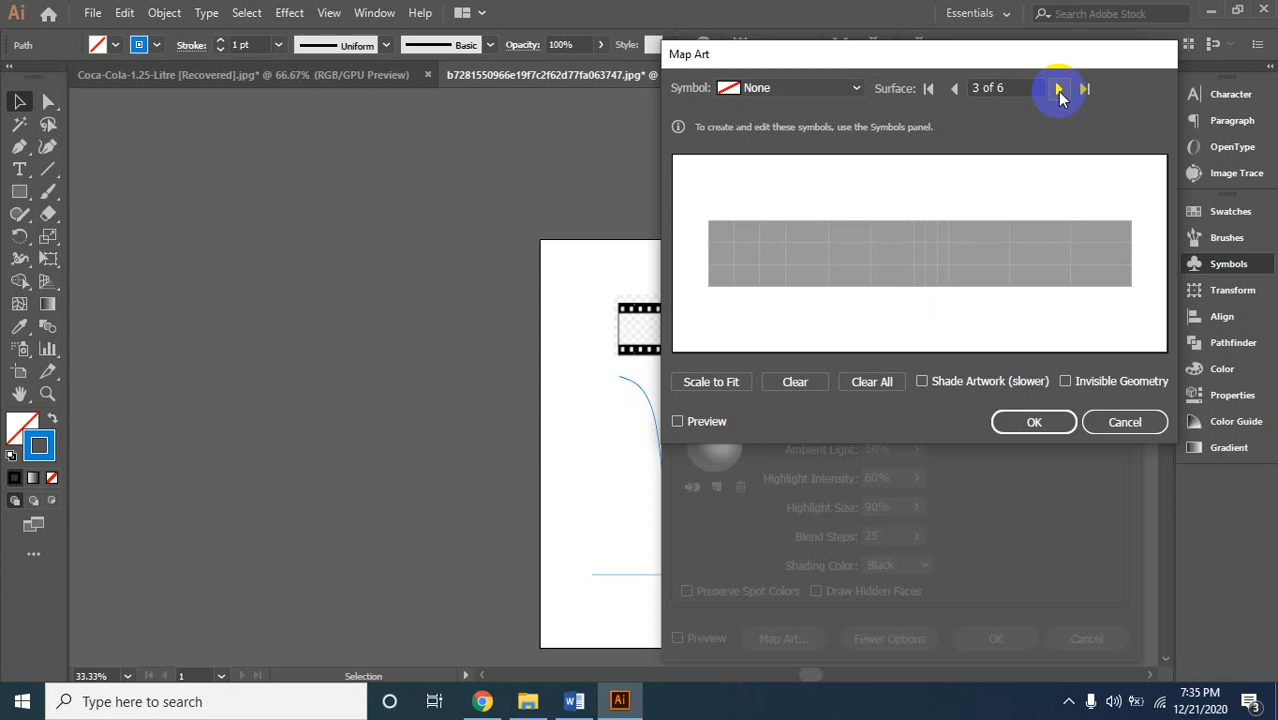 Ai File Edit Object Type Select Effect View Window Help Essentials Search Adobe Stock
Path Stroke: 1 pt Uniform Basic Opacity: 100% Style:
Coca-Cola-1.25-Litre [Recovered].jpg* @ 66.67% (RGB/GPU Preview) × b7281550966e19f7c2f62d77fa063747.jpg* @
Map Art
Symbol: None Surface: 3 of 6
To create and edit these symbols, use the Symbols panel.
Scale to Fit Clear Clear All Shade Artwork (slower) Invisible Geometry
Preview OK Cancel
Ambient Light: 50%
Highlight Intensity: 60%
Highlight Size: 90%
Blend Steps: 25
Shading Color: Black
Preserve Spot Colors Draw Hidden Faces
Preview Map Art... Fewer Options OK Cancel
Character
Paragraph
OpenType
Image Trace
Swatches
Brushes
Symbols
Transform
Align
Pathfinder
Color
Properties
Color Guide
Gradient
33.33% 1 Selection
Type here to search
Ai
7:35 PM
12/21/2020
3